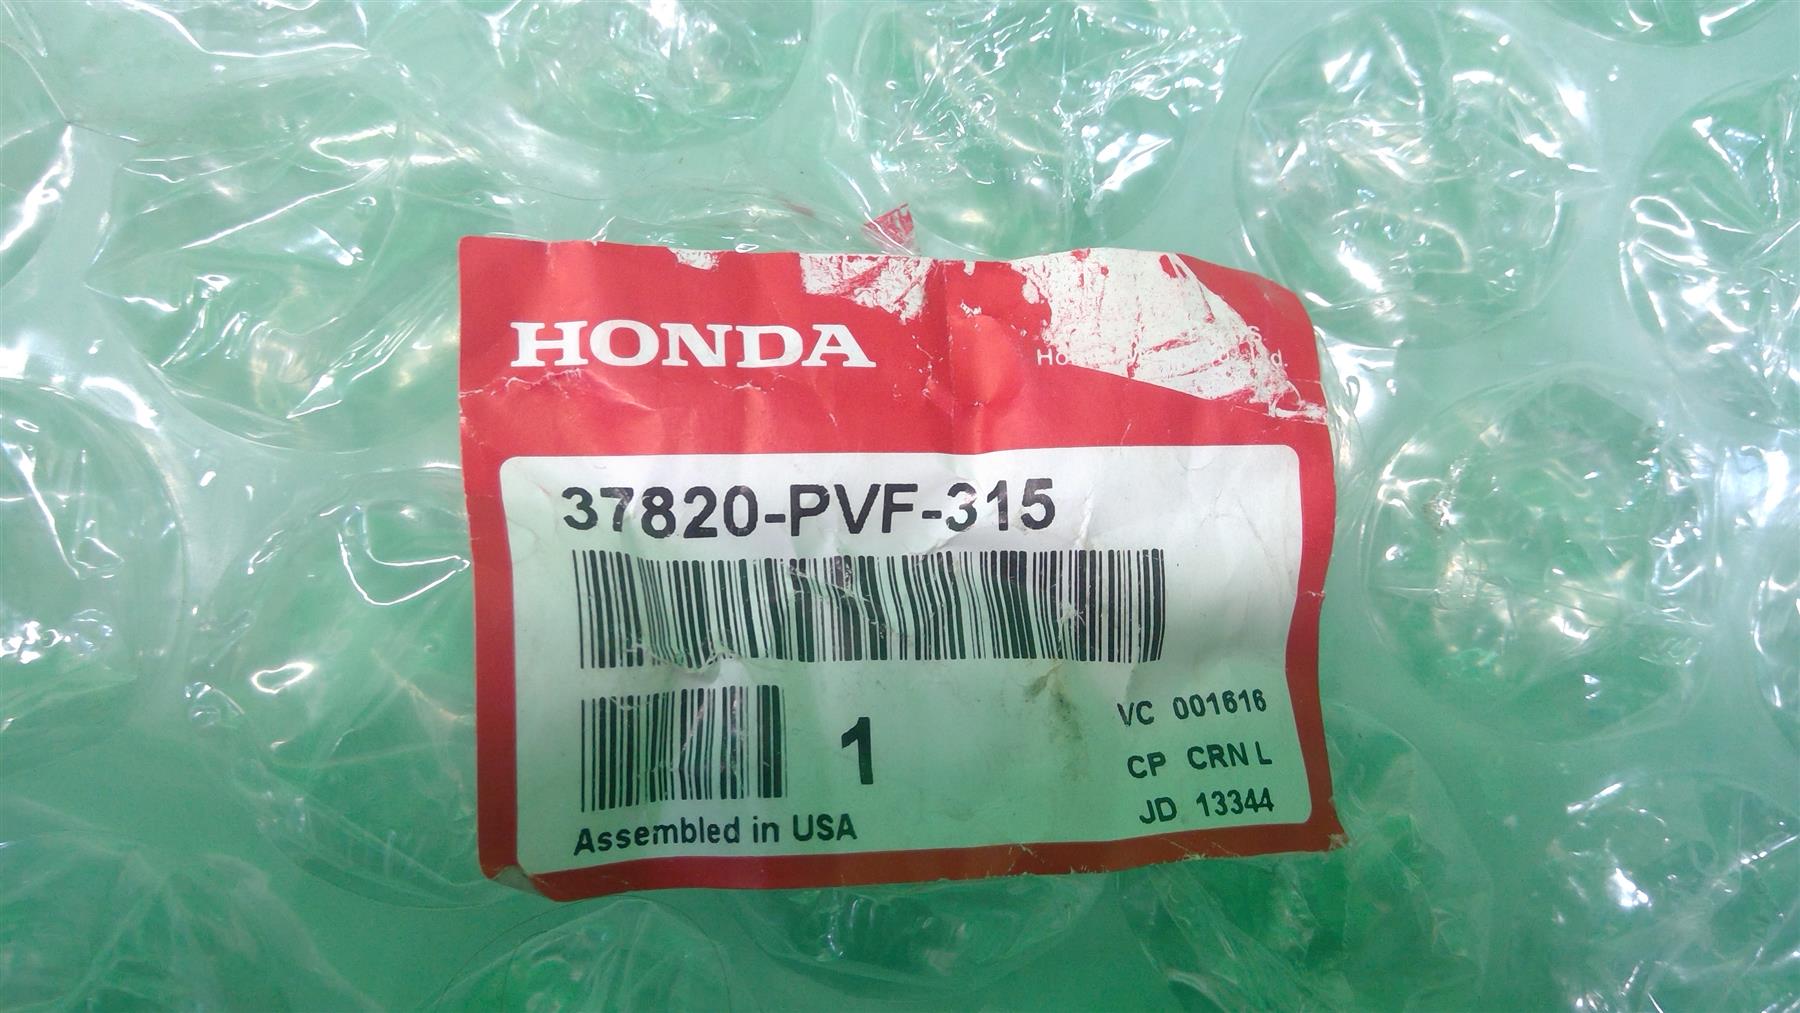 HONDA
37820-PVF-315
1
Assembled in USA
VC 001616
CP CRN L
JD 13344